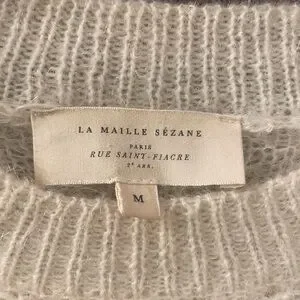 LA MAILLE SÉZANE
PARIS
RUE SAINT-FIACRE
2e ARR.
M